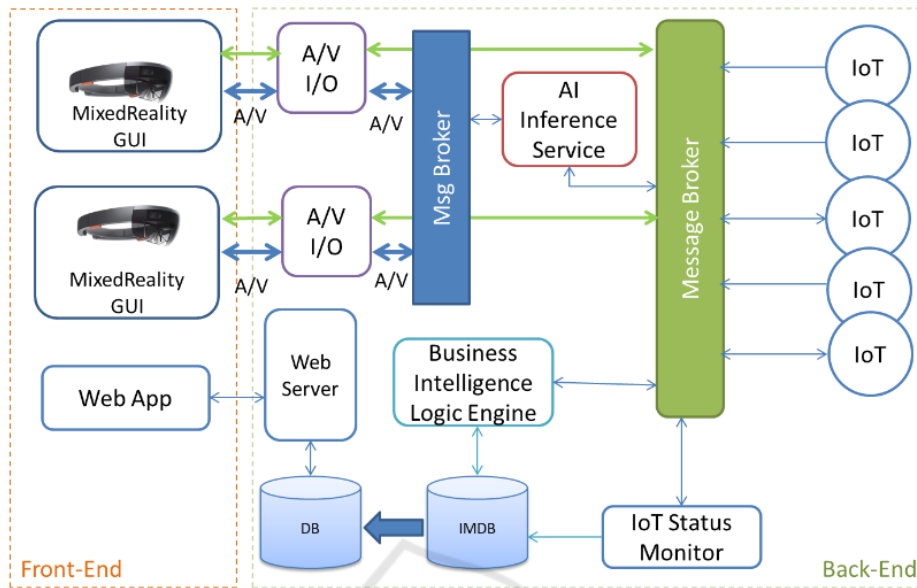 MixedReality
GUI
A/V
A/V
I/O
A/V
Msg Broker
AI
Inference
Service
Message Broker
IoT
IoT
IoT
IoT
IoT
MixedReality
GUI
A/V
A/V
I/O
A/V
Web App
Web
Server
Business
Intelligence
Logic Engine
DB
IMDB
IoT Status
Monitor
Front-End
Back-End